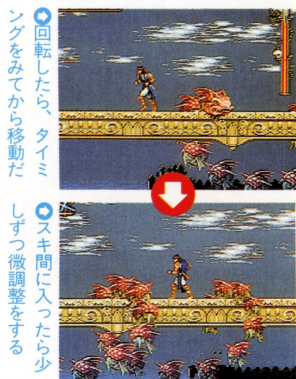 ➡回転したら、タイミ
ングをみてから移動だ
➡スキ間に入ったら少
しずつ微調整をする